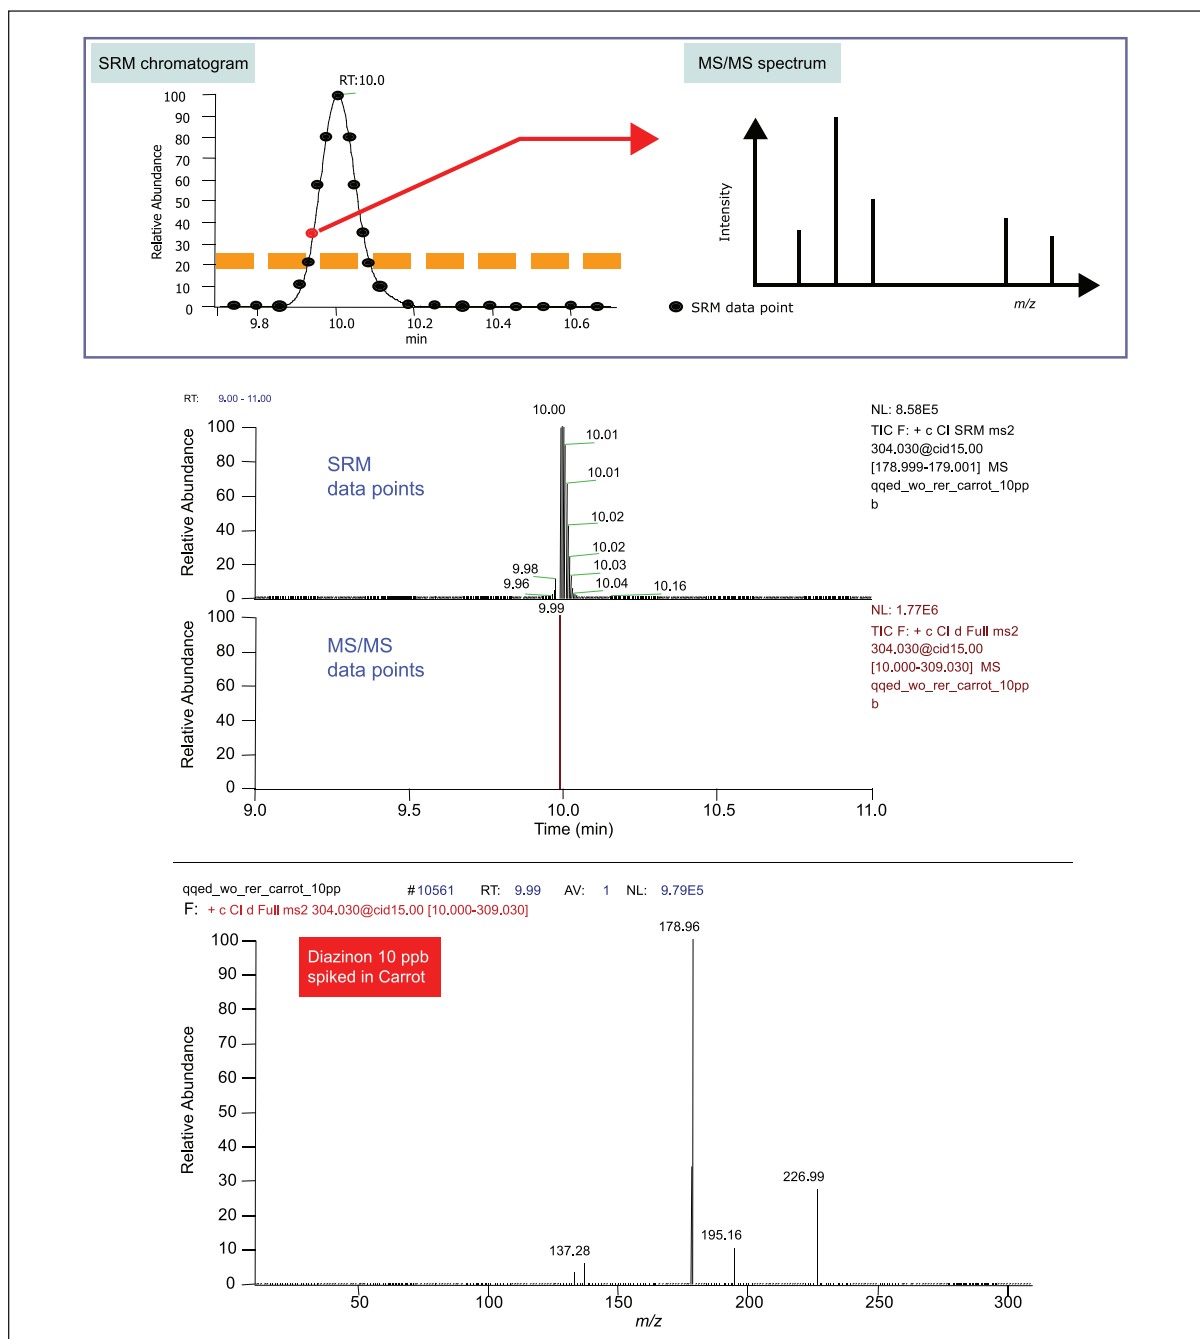 SRM chromatogram
RT:10.0
100
90
80
70
60
50
40
30
20
10
0
Relative Abundance
9.8
10.0
10.2
10.4
10.6
min
SRM data point
MS/MS spectrum
Intensity
m/z
RT: 9.00 - 11.00
100
80
60
40
20
0
Relative Abundance
SRM
data points
10.00
10.01
10.01
10.02
10.02
10.03
10.04
10.16
9.98
9.96
NL: 8.58E5
TIC F: + c CI SRM ms2
304.030@cid15.00
[178.999-179.001] MS
qqed_wo_rer_carrot_10pp
b
9.99
100
80
60
40
20
0
Relative Abundance
MS/MS
data points
NL: 1.77E6
TIC F: + c CI d Full ms2
304.030@cid15.00
[10.000-309.030] MS
qqed_wo_rer_carrot_10pp
b
9.0
9.5
10.0
10.5
11.0
Time (min)
qqed_wo_rer_carrot_10pp #10561 RT: 9.99 AV: 1 NL: 9.79E5
F: + c CI d Full ms2 304.030@cid15.00 [10.000-309.030]
Diazinon 10 ppb
spiked in Carrot
100
90
80
70
60
50
40
30
20
10
0
Relative Abundance
178.96
226.99
195.16
137.28
50
100
150
200
250
300
m/z